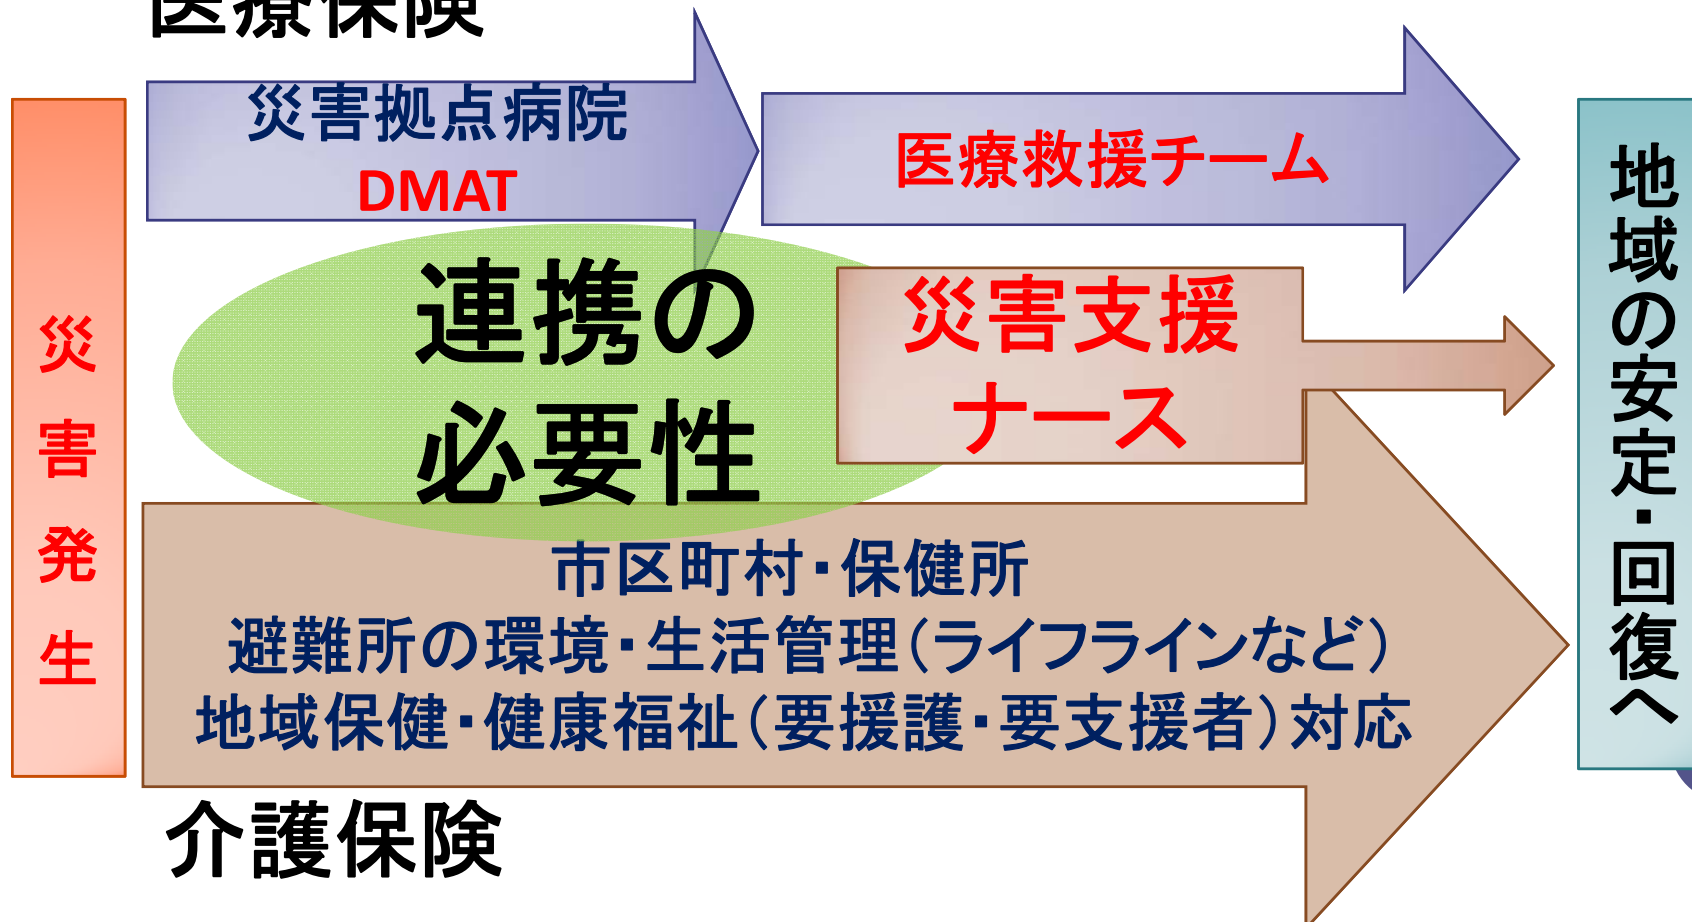 医療保険
災害拠点病院
DMAT
医療救援チーム
災害発生
連携の
必要性
災害支援
ナース
市区町村・保健所
避難所の環境・生活管理(ライフラインなど)
地域保健・健康福祉(要援護・要支援者)対応
介護保険
地域の安定・回復へ